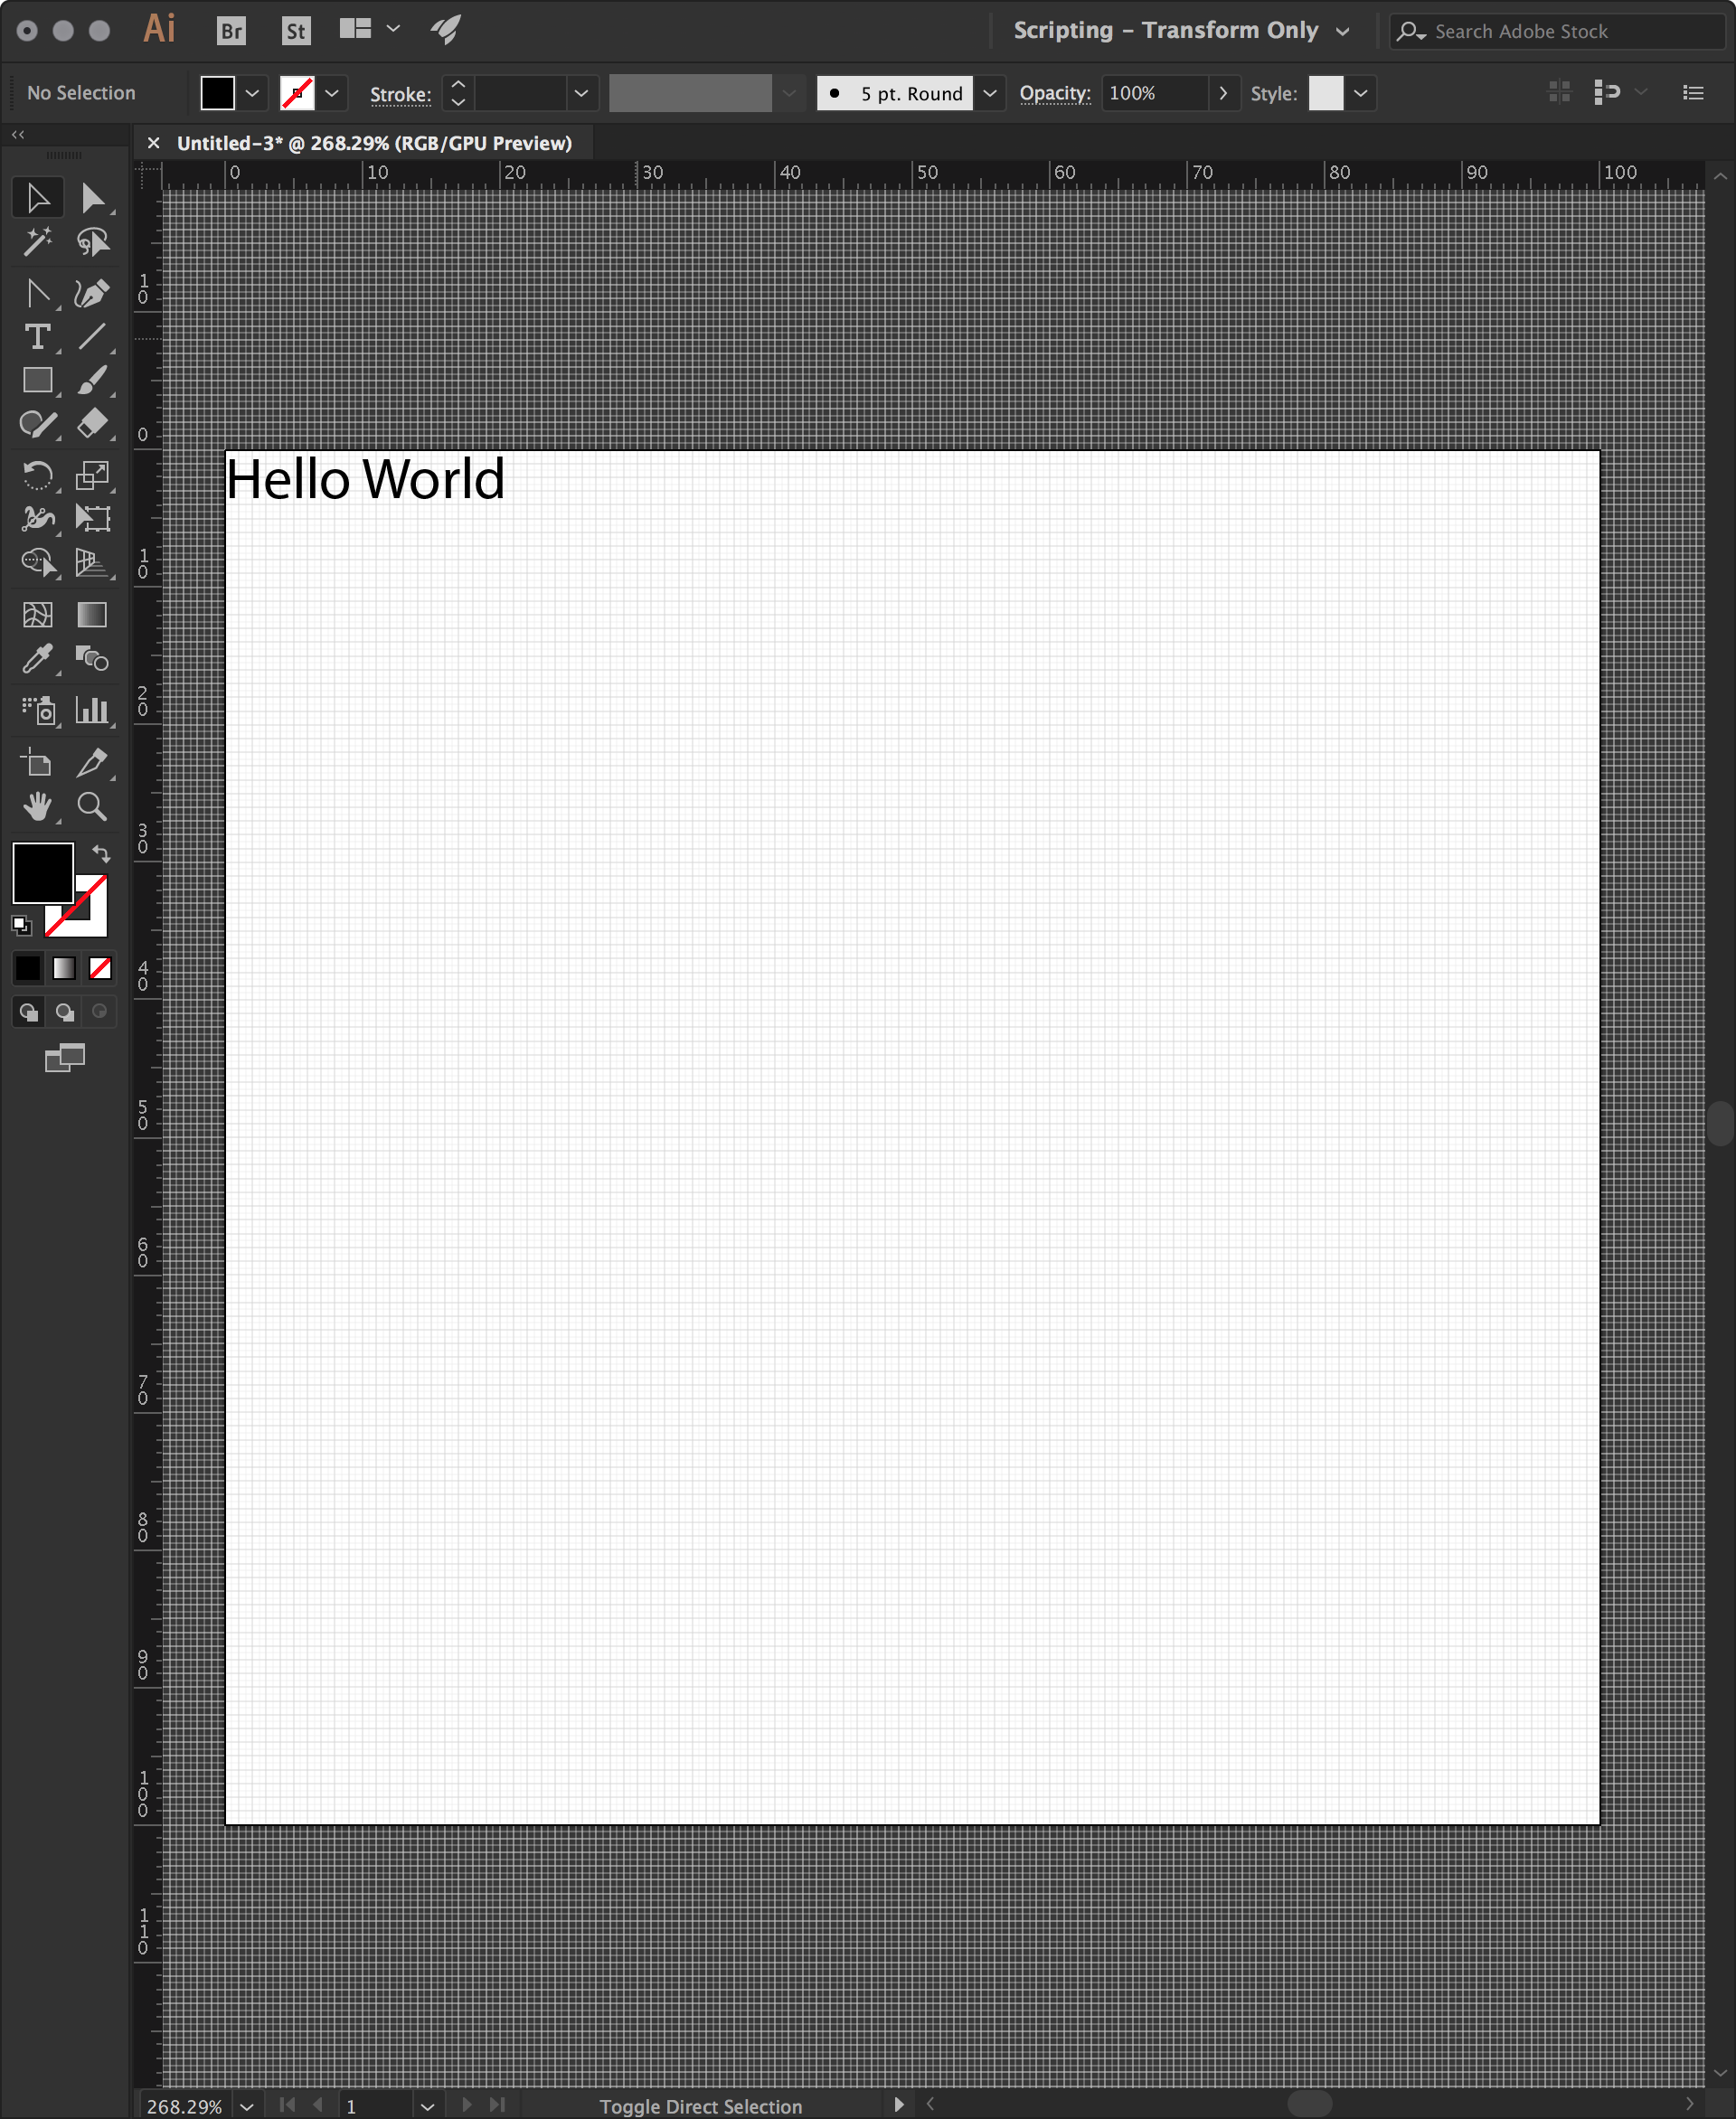 Ai Br St Scripting - Transform Only Search Adobe Stock
No Selection Stroke: 5 pt. Round Opacity: 100% Style:
Untitled-3* @ 268.29% (RGB/GPU Preview)
0 10 20 30 40 50 60 70 80 90 100
10
0
Hello World
10
20
30
40
50
60
70
80
90
100
110
268.29% 1 Toggle Direct Selection